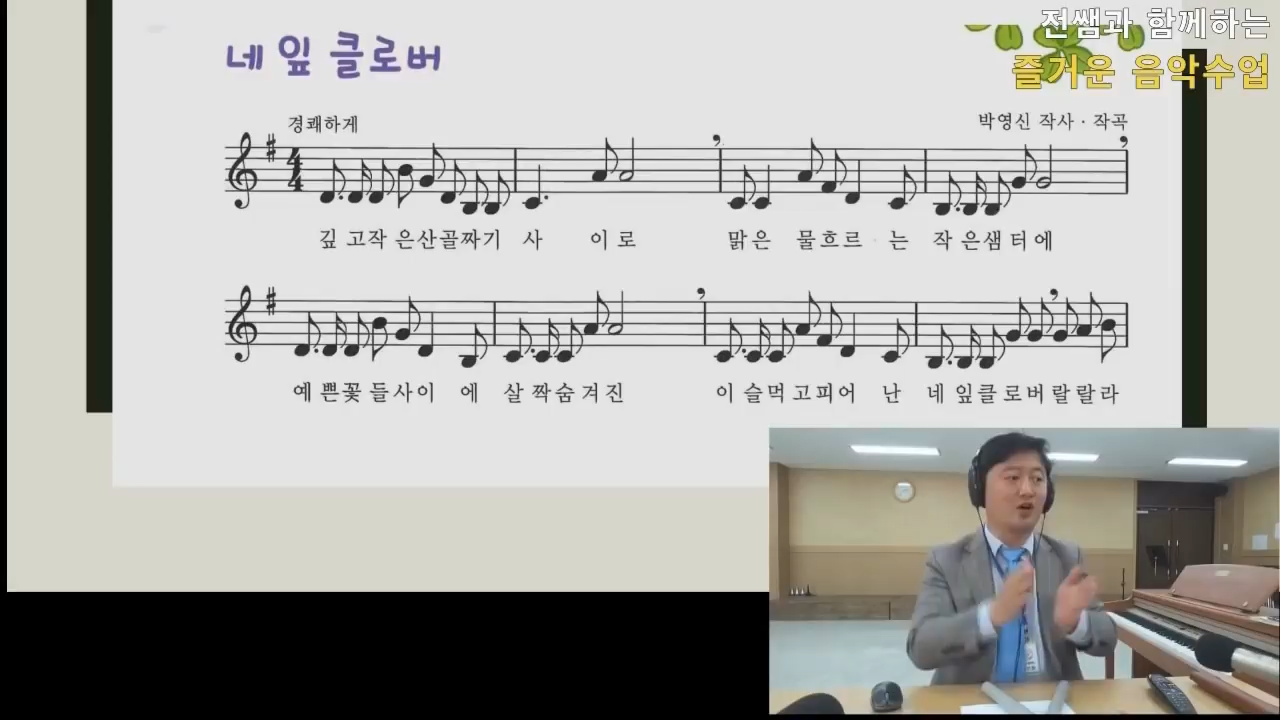 전쌤과 함께하는
즐거운 음악수업
네 잎 클로버
경쾌하게
박영신 작사 · 작곡
깊 고작 은산골짜기 사 이로 맑은 물흐르 는 작 은샘 터에
예 쁜꽃 들사이 에 살 짝숨 겨진 이 슬먹 고피어 난 네 잎클 로버 랄랄라